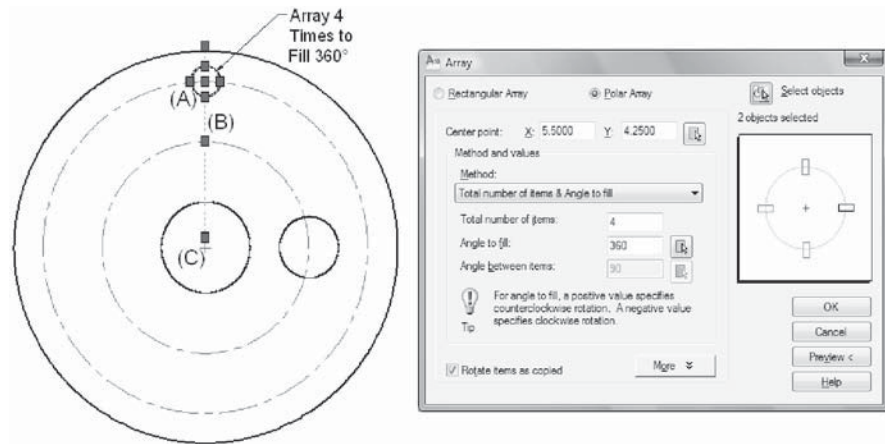 Array 4
Times to
Fill 360°
(A)
(B)
(C)
Array
Rectangular Array
Polar Array
Select objects
Center point: X: 5.5000 Y: 4.2500
2 objects selected
Method and values
Method:
Total number of items & Angle to fill
Total number of items: 4
Angle to fill: 360
Angle between items: 90
Tip
For angle to fill, a positive value specifies
counterclockwise rotation. A negative value
specifies clockwise rotation.
Rotate items as copied
More
OK
Cancel
Preview <
Help